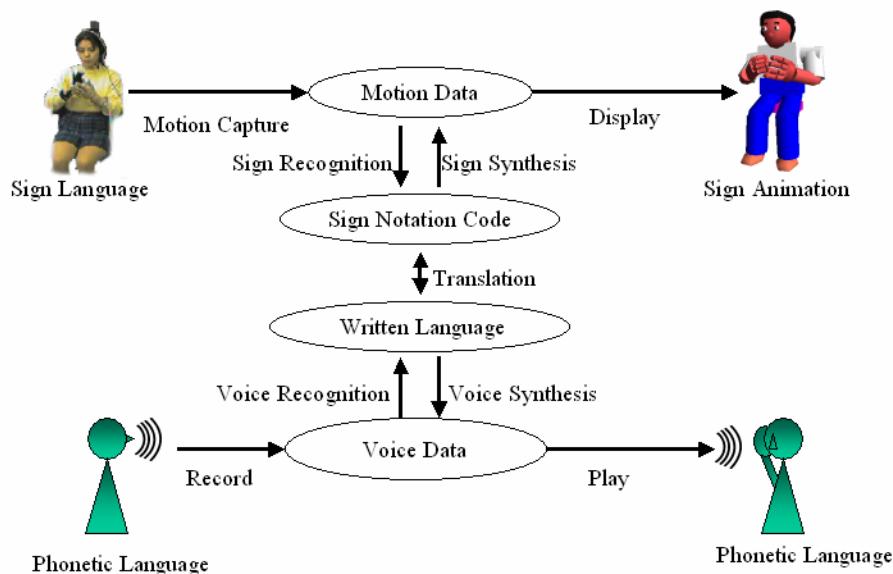 Motion Data
Motion Capture
Display
Sign Recognition
Sign Synthesis
Sign Language
Sign Animation
Sign Notation Code
Translation
Written Language
Voice Recognition
Voice Synthesis
Voice Data
Record
Play
Phonetic Language
Phonetic Language